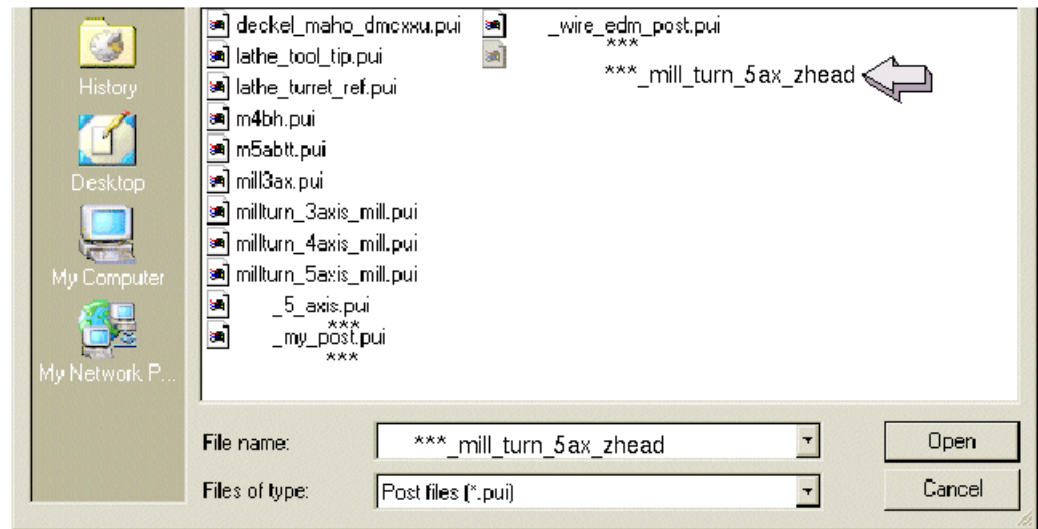 History
Desktop
My Computer
My Network P...
deckel_maho_dmcxxu.pui
lathe_tool_tip.pui
lathe_turret_ref.pui
m4bh.pui
m5abtt.pui
mill3ax.pui
millturn_3axis_mill.pui
millturn_4axis_mill.pui
millturn_5axis_mill.pui
_5_axis.pui
***
_my_post.pui
***
_wire_edm_post.pui
***
***_mill_turn_5ax_zhead
File name:
***_mill_turn_5ax_zhead
Open
Files of type:
Post files (*.pui)
Cancel